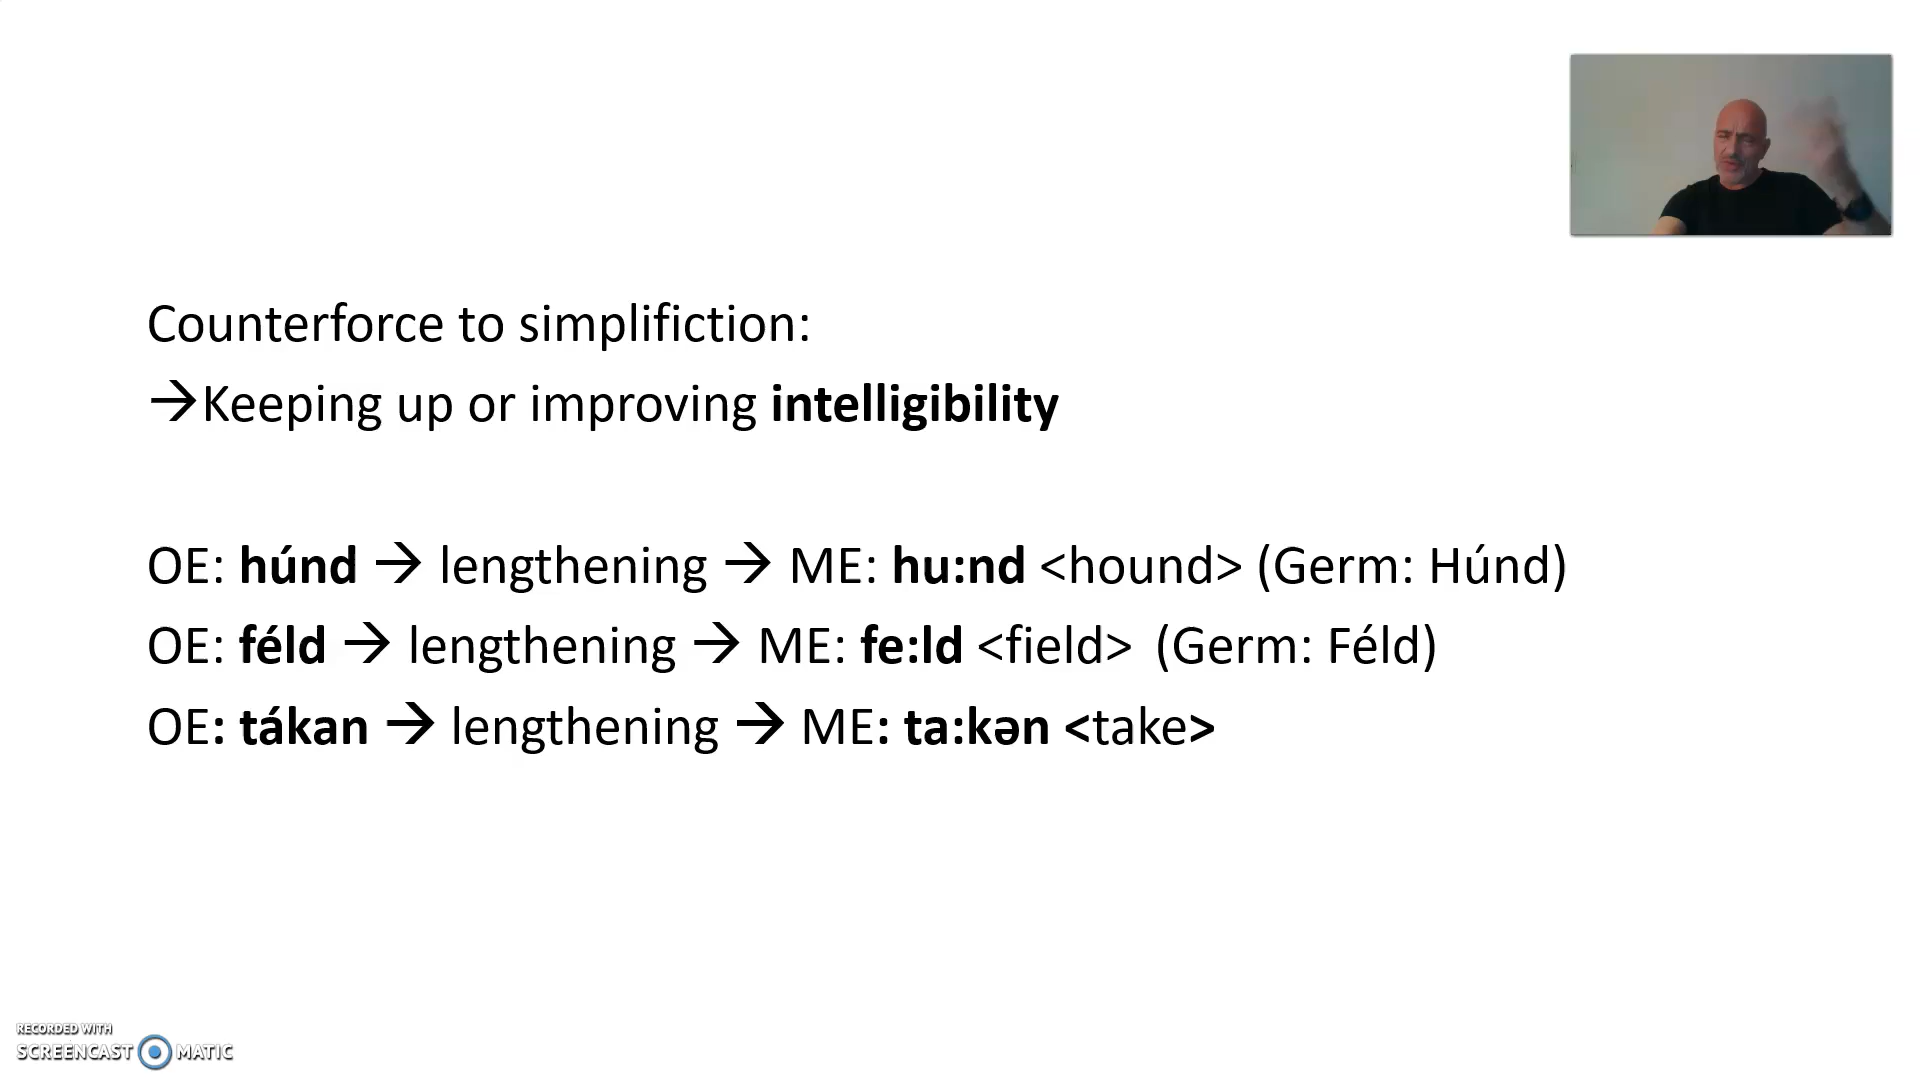 Counterforce to simplifiction:
→Keeping up or improving intelligibility
OE: húnd → lengthening → ME: hu:nd <hound> (Germ: Húnd)
OE: féld → lengthening → ME: fe:ld <field> (Germ: Féld)
OE: tákan → lengthening → ME: ta:kən <take>
RECORDED WITH
SCREENCAST MATIC